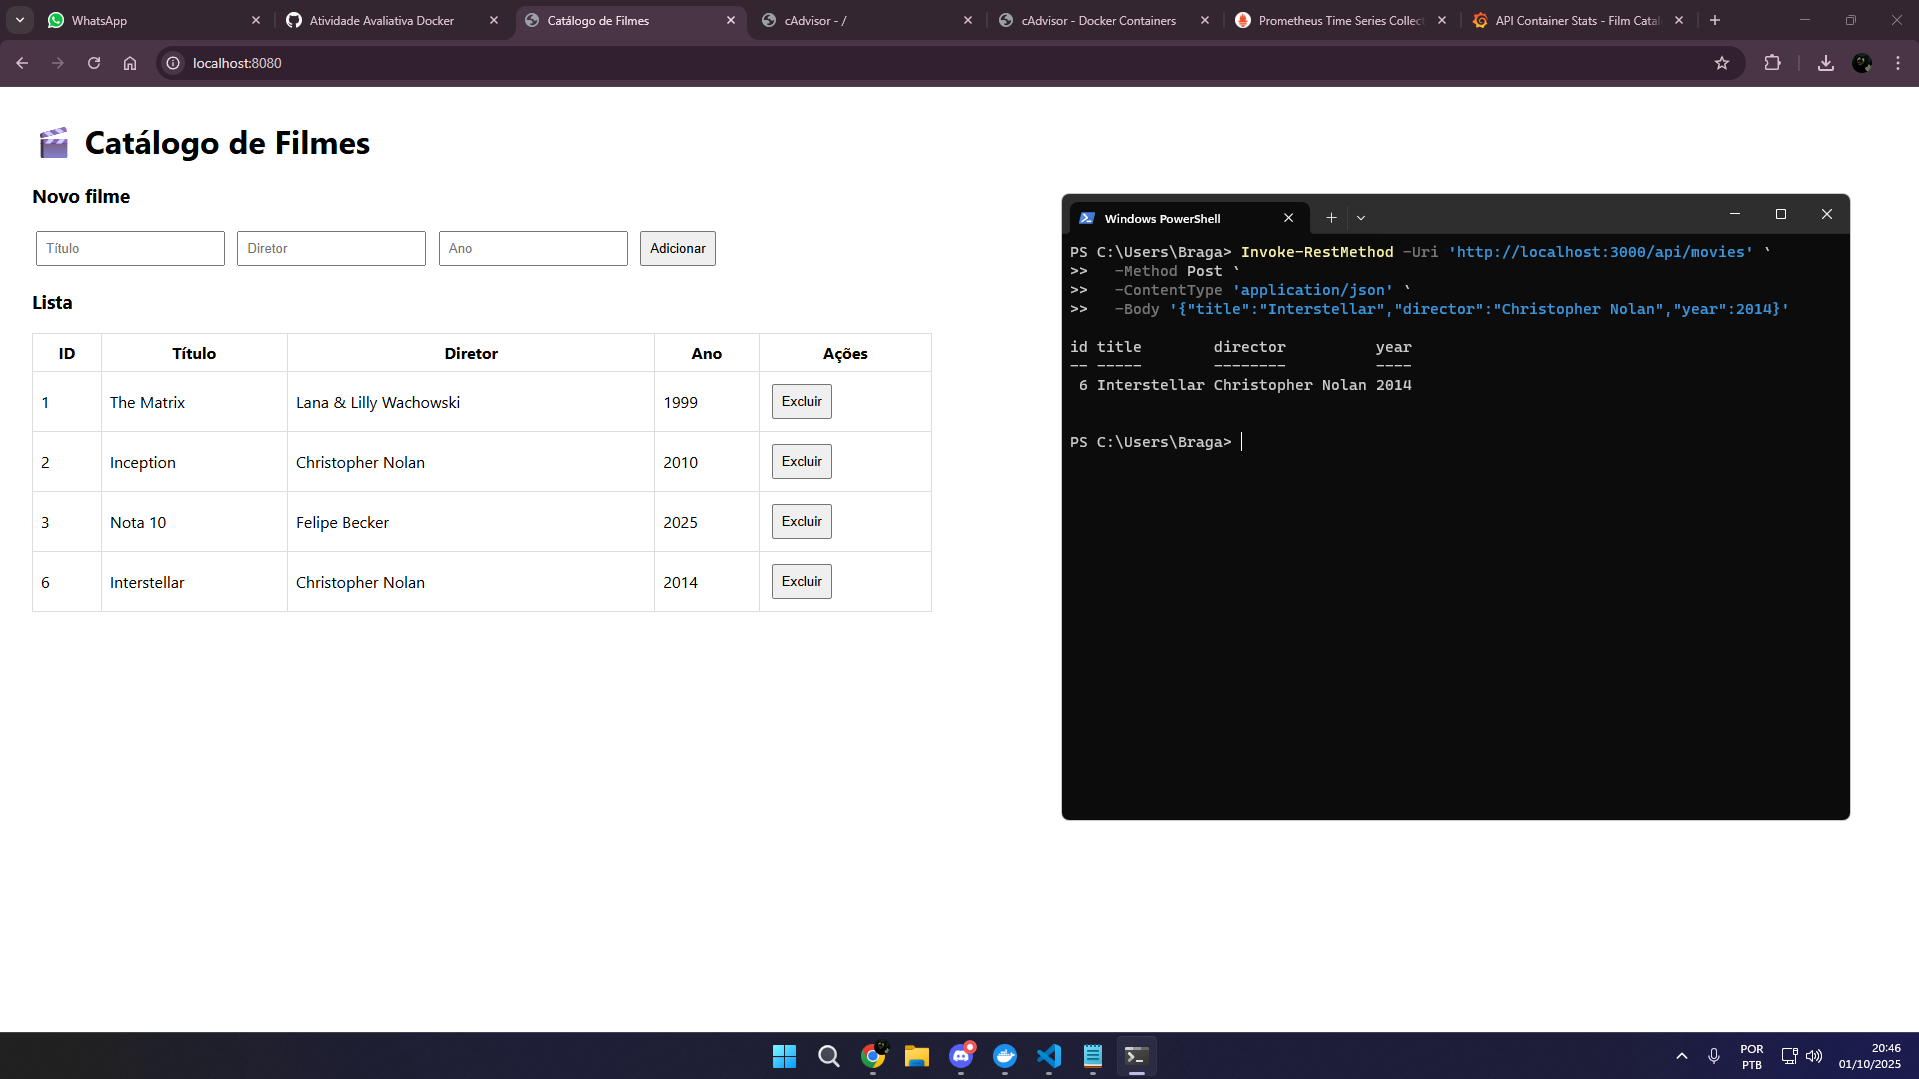 WhatsApp
Atividade Avaliativa Docker
Catálogo de Filmes
cAdvisor - /
cAdvisor - Docker Containers
Prometheus Time Series Collec
API Container Stats - Film Cata
localhost:8080
Catálogo de Filmes
Novo filme
Título
Diretor
Ano
Adicionar
Lista
ID Título Diretor Ano Ações
1 The Matrix Lana & Lilly Wachowski 1999 Excluir
2 Inception Christopher Nolan 2010 Excluir
3 Nota 10 Felipe Becker 2025 Excluir
6 Interstellar Christopher Nolan 2014 Excluir
Windows PowerShell
PS C:\Users\Braga> Invoke-RestMethod -Uri 'http://localhost:3000/api/movies' `
>>   -Method Post `
>>   -ContentType 'application/json' `
>>   -Body '{"title":"Interstellar","director":"Christopher Nolan","year":2014}'
id title director year
-- ----- -------- ----
6 Interstellar Christopher Nolan 2014
PS C:\Users\Braga>
POR
PTB
20:46
01/10/2025